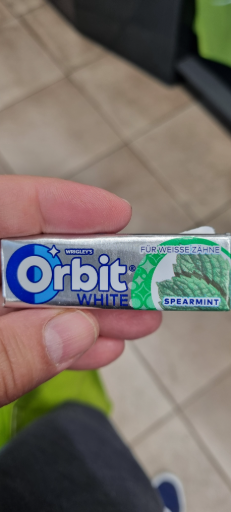 WRIGLEY'S
Orbit®
WHITE
FÜR WEISSE ZÄHNE
SPEARMINT